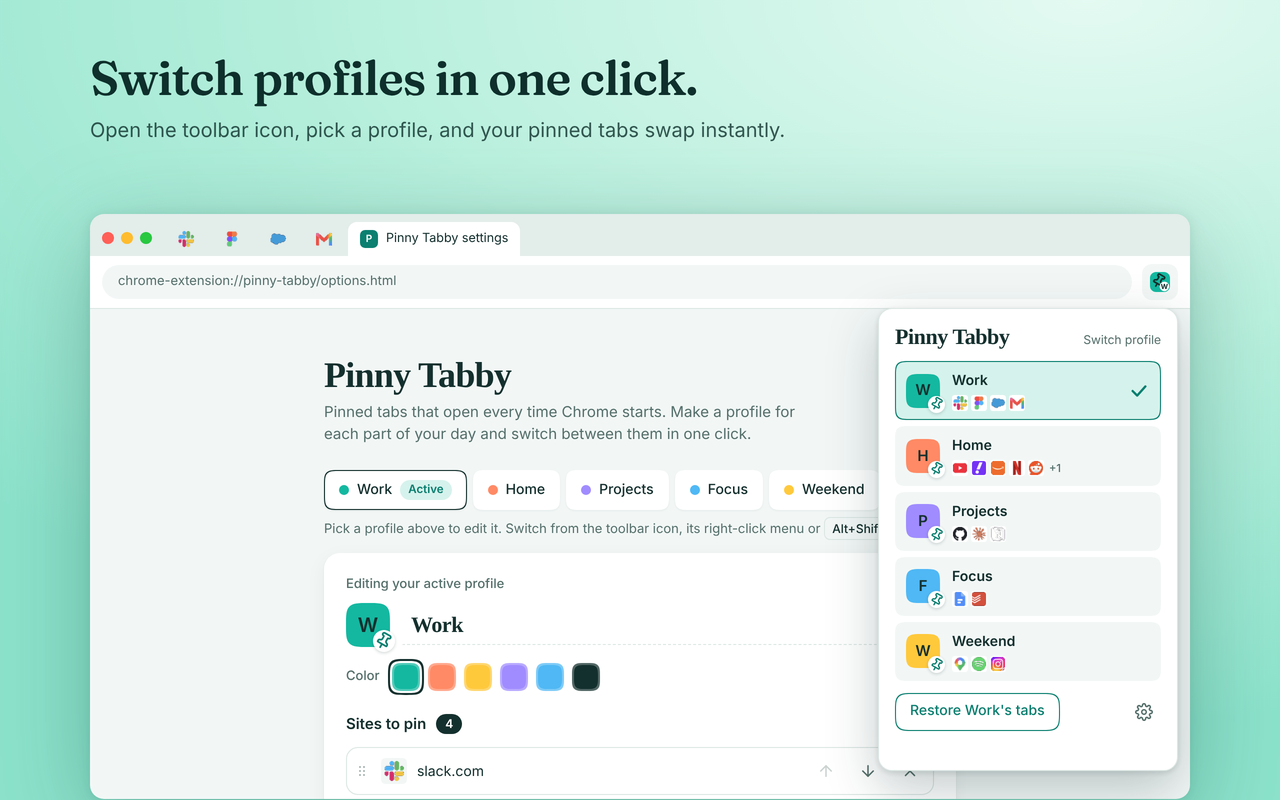 Switch profiles in one click.
Open the toolbar icon, pick a profile, and your pinned tabs swap instantly.
P Pinny Tabby settings
chrome-extension://pinny-tabby/options.html
W
Pinny Tabby
Pinned tabs that open every time Chrome starts. Make a profile for
each part of your day and switch between them in one click.
Work Active Home Projects Focus Weekend
Pick a profile above to edit it. Switch from the toolbar icon, its right-click menu or Alt+Shif
Editing your active profile
W Work
Color
Sites to pin 4
slack.com
Pinny Tabby Switch profile
W Work
H Home
+1
P Projects
F Focus
W Weekend
Restore Work's tabs